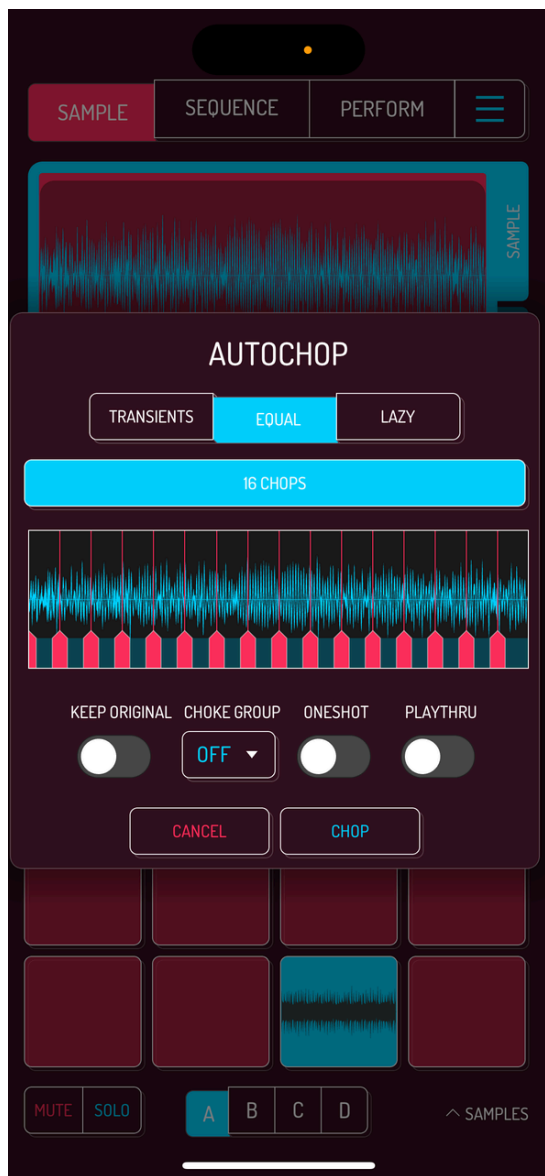 SAMPLE SEQUENCE PERFORM
SAMPLE
AUTOCHOP
TRANSIENTS EQUAL LAZY
16 CHOPS
KEEP ORIGINAL CHOKE GROUP ONESHOT PLAYTHRU
OFF
CANCEL CHOP
MUTE SOLO A B C D SAMPLES